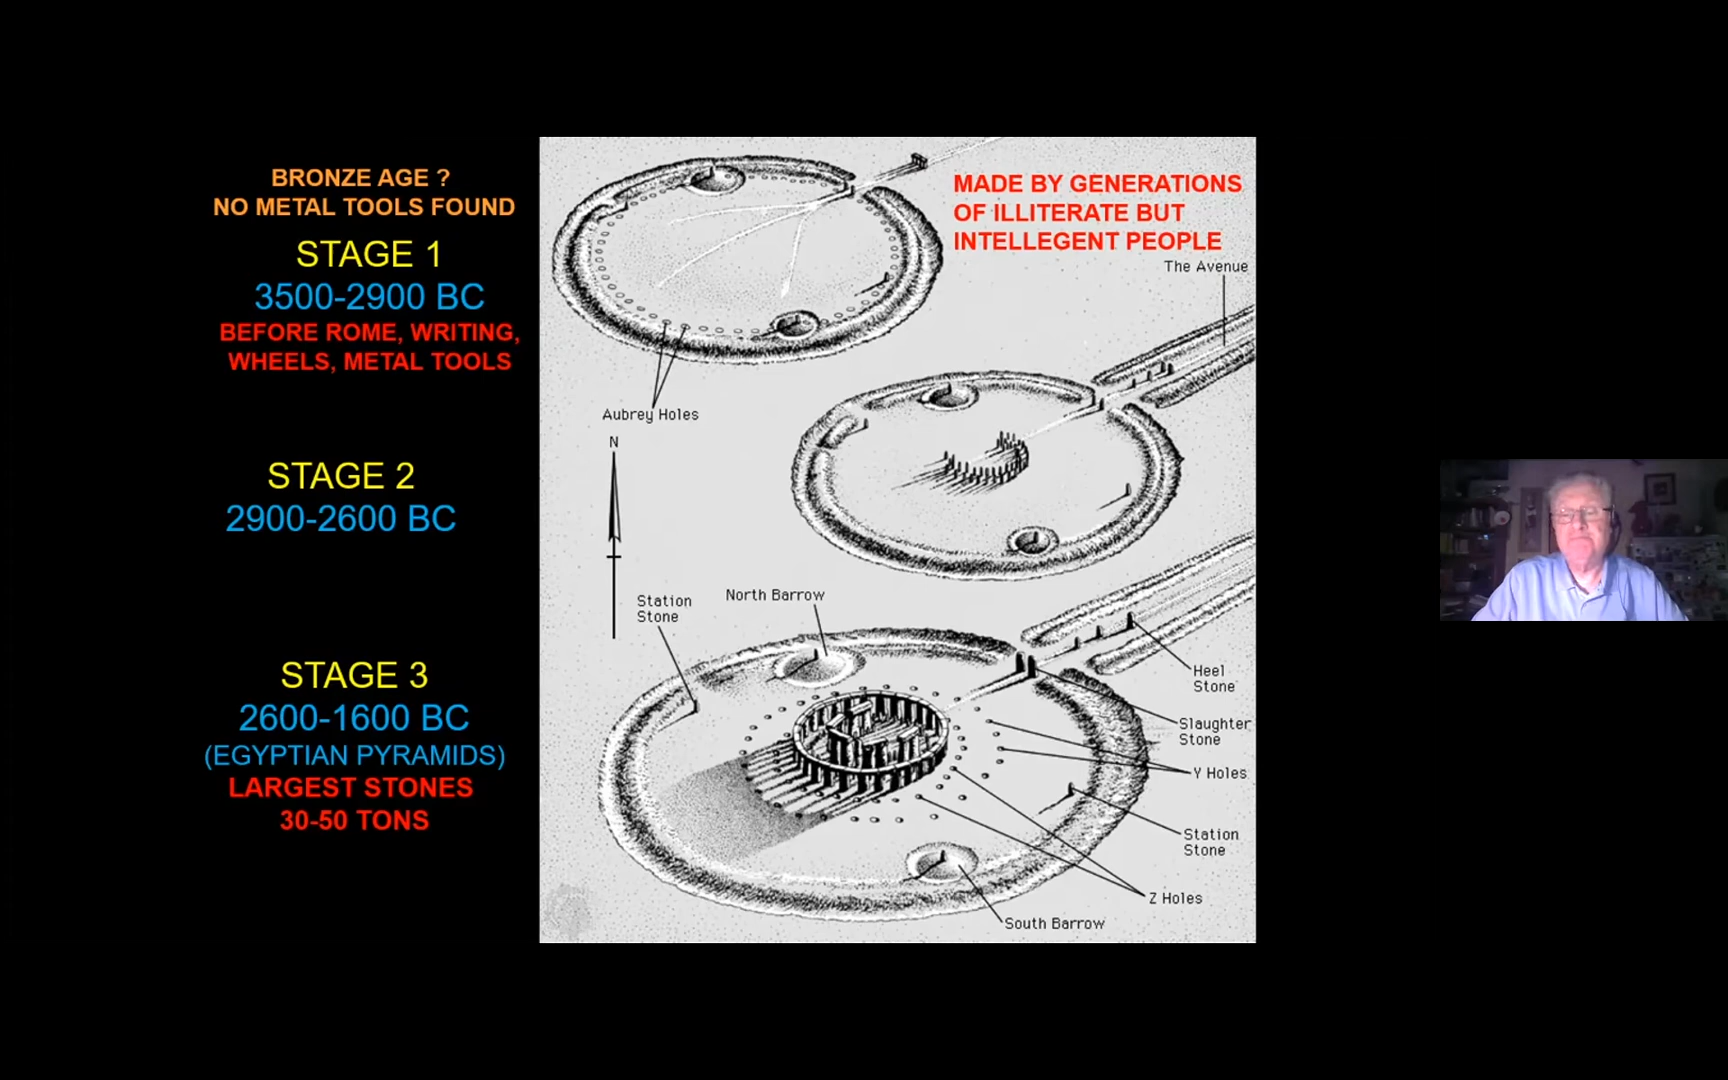 BRONZE AGE ?
NO METAL TOOLS FOUND
STAGE 1
3500-2900 BC
BEFORE ROME, WRITING,
WHEELS, METAL TOOLS
STAGE 2
2900-2600 BC
STAGE 3
2600-1600 BC
(EGYPTIAN PYRAMIDS)
LARGEST STONES
30-50 TONS
MADE BY GENERATIONS
OF ILLITERATE BUT
INTELLEGENT PEOPLE
The Avenue
Aubrey Holes
N
Station
Stone
North Barrow
Heel
Stone
Slaughter
Stone
Y Holes
Station
Stone
Z Holes
South Barrow